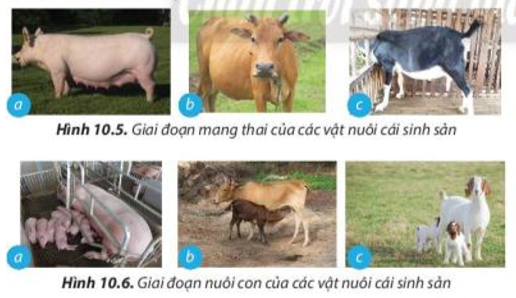 a
b
c
Hình 10.5. Giai đoạn mang thai của các vật nuôi cái sinh sản
a
b
c
Hình 10.6. Giai đoạn nuôi con của các vật nuôi cái sinh sản